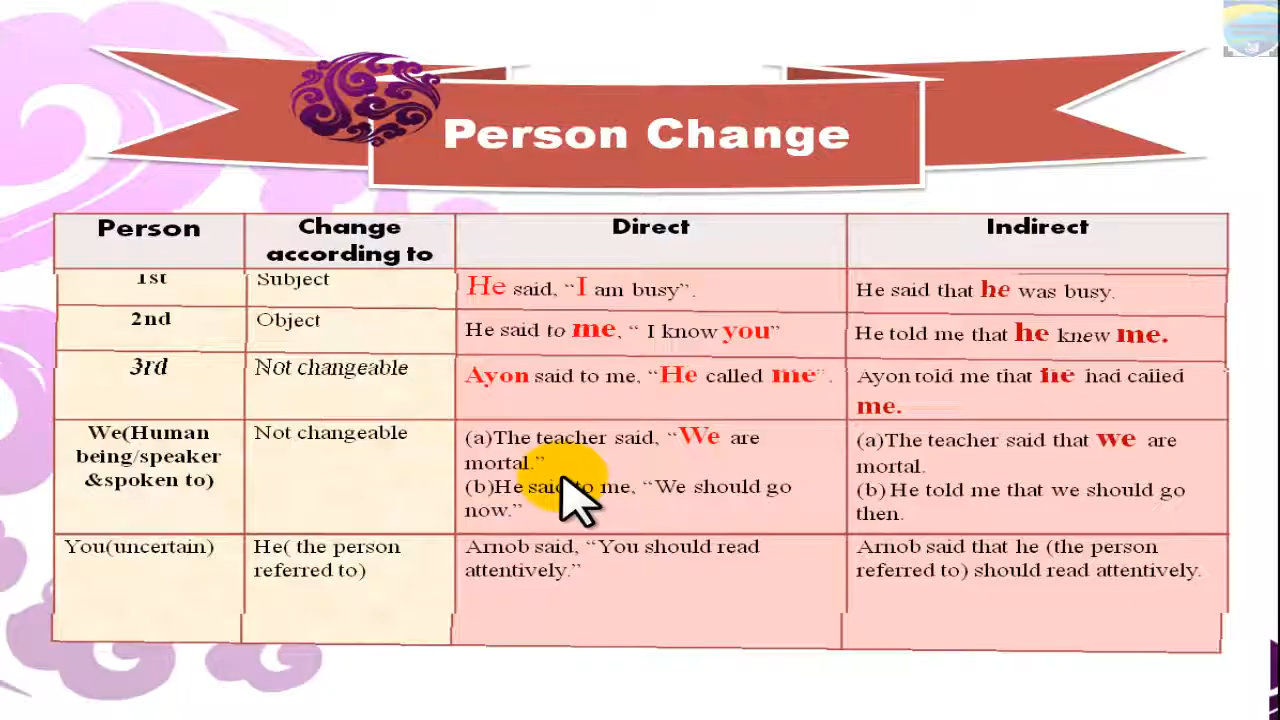 Person Change
Person
Change
according to
Direct
Indirect
1st
Subject
He said, “I am busy”.
He said that he was busy.
2nd
Object
He said to me, “ I know you”
He told me that he knew me.
3rd
Not changeable
Ayon said to me, “He called me”.
Ayon told me that he had called
me.
We(Human
being/speaker
&spoken to)
Not changeable
(a)The teacher said, “We are
mortal.”
(b)He said to me, “We should go
now.”
(a)The teacher said that we are
mortal.
(b) He told me that we should go
then.
You(uncertain)
He( the person
referred to)
Arnob said, “You should read
attentively.”
Arnob said that he (the person
referred to) should read attentively.